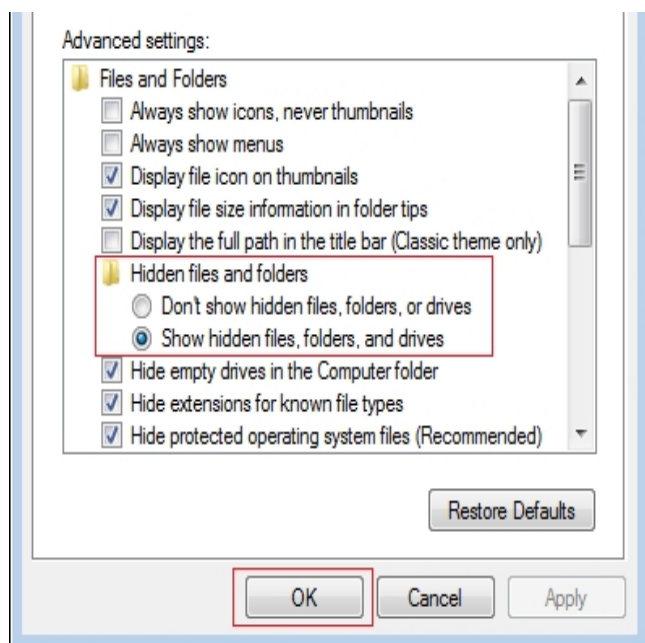 Advanced settings:
Files and Folders
Always show icons, never thumbnails
Always show menus
Display file icon on thumbnails
Display file size information in folder tips
Display the full path in the title bar (Classic theme only)
Hidden files and folders
Don't show hidden files, folders, or drives
Show hidden files, folders, and drives
Hide empty drives in the Computer folder
Hide extensions for known file types
Hide protected operating system files (Recommended)
Restore Defaults
OK Cancel Apply